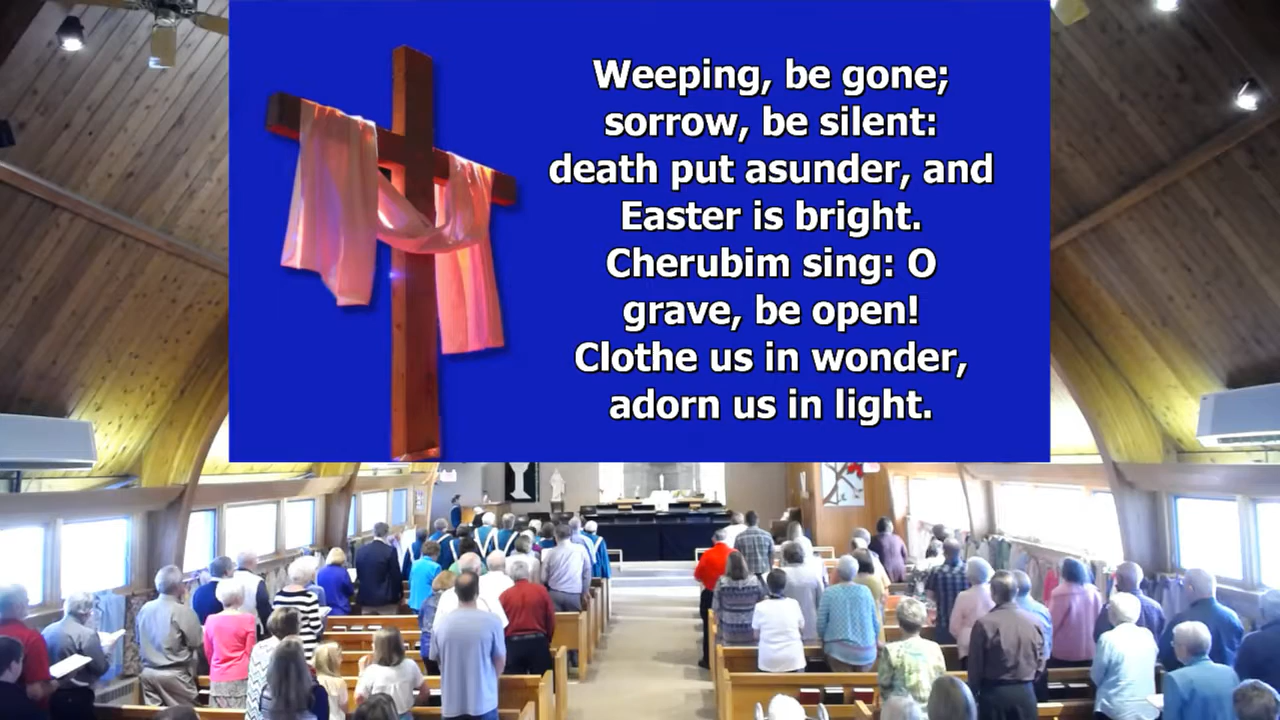 Weeping, be gone;
sorrow, be silent:
death put asunder, and
Easter is bright.
Cherubim sing: O
grave, be open!
Clothe us in wonder,
adorn us in light.